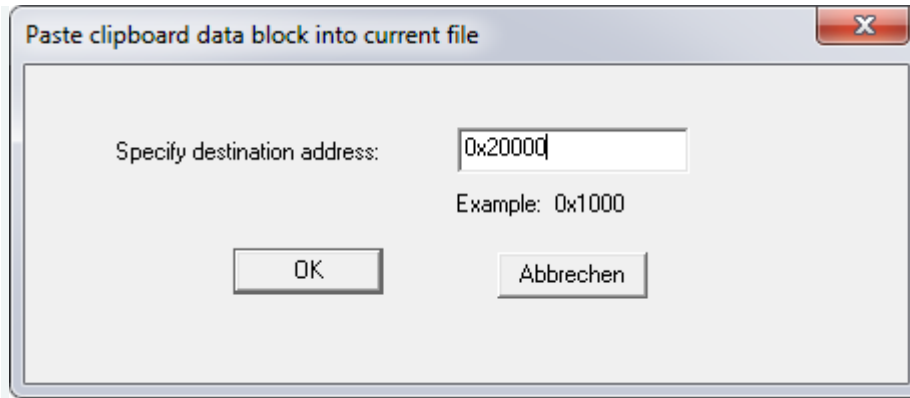 Paste clipboard data block into current file
Specify destination address: 0x20000
Example: 0x1000
OK Abbrechen